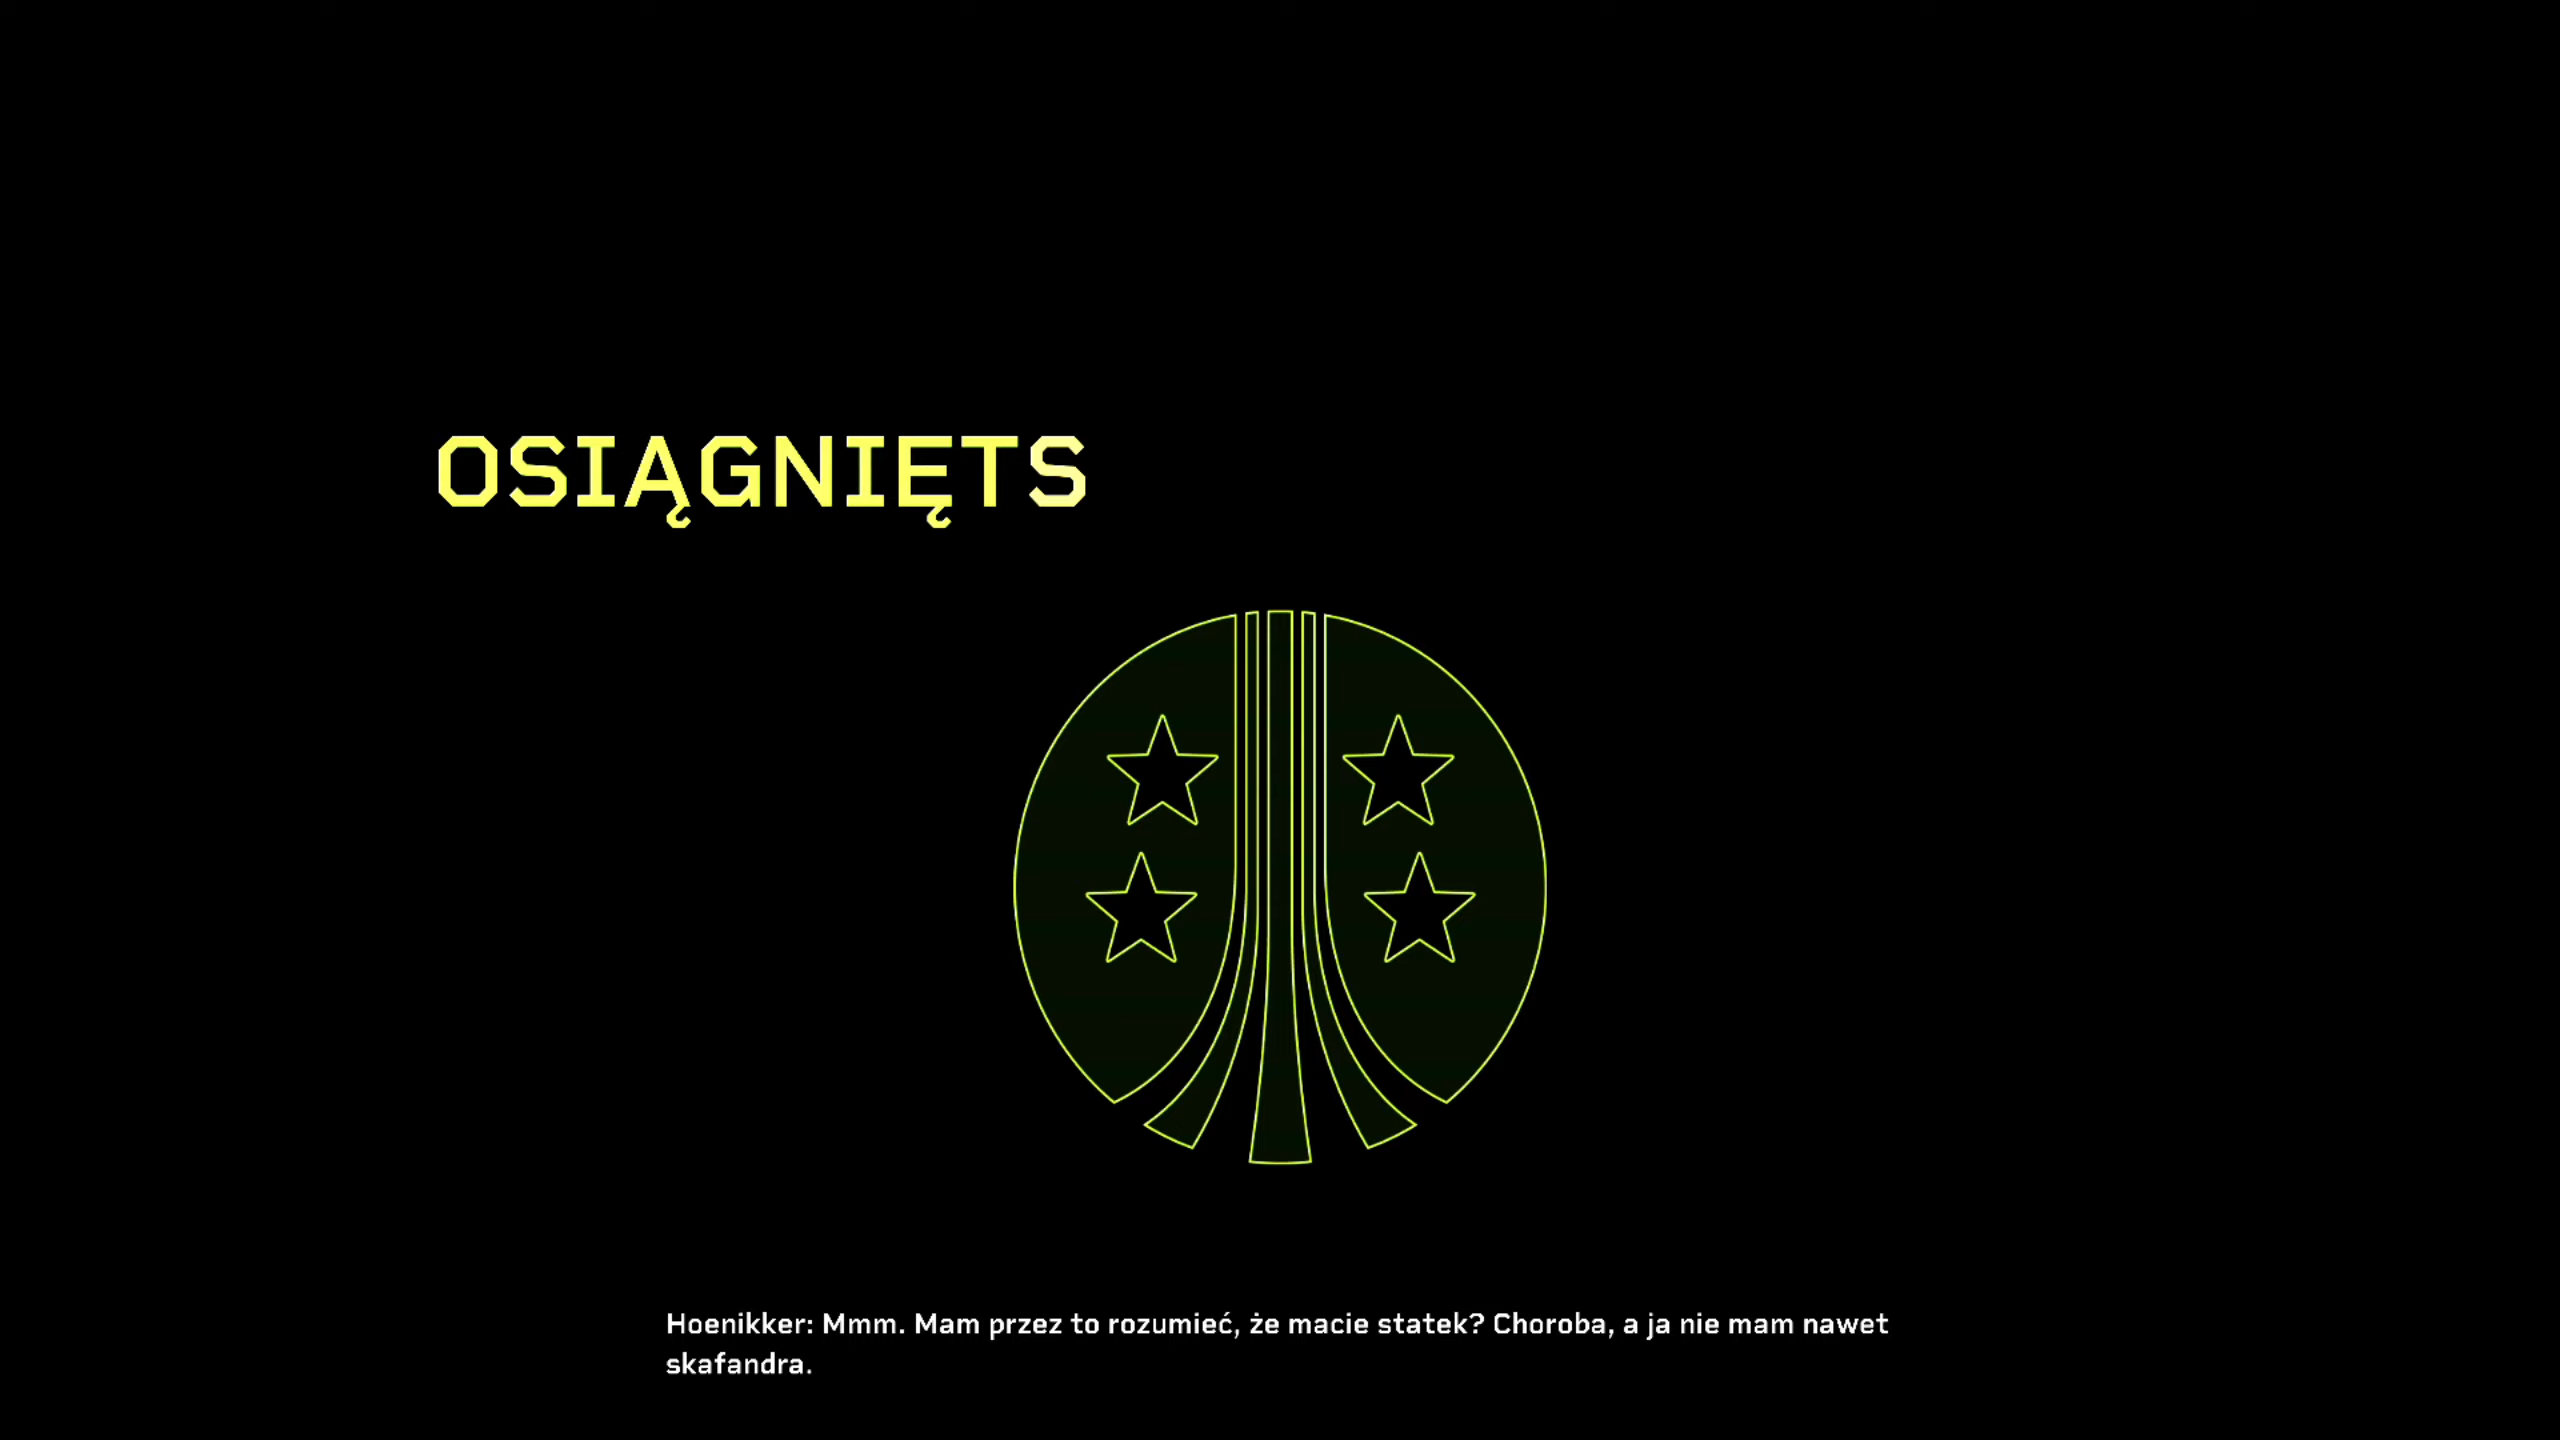 OSIĄGNIĘTS
Hoenikker: Mmm. Mam przez to rozumieć, że macie statek? Choroba, a ja nie mam nawet
skafandra.